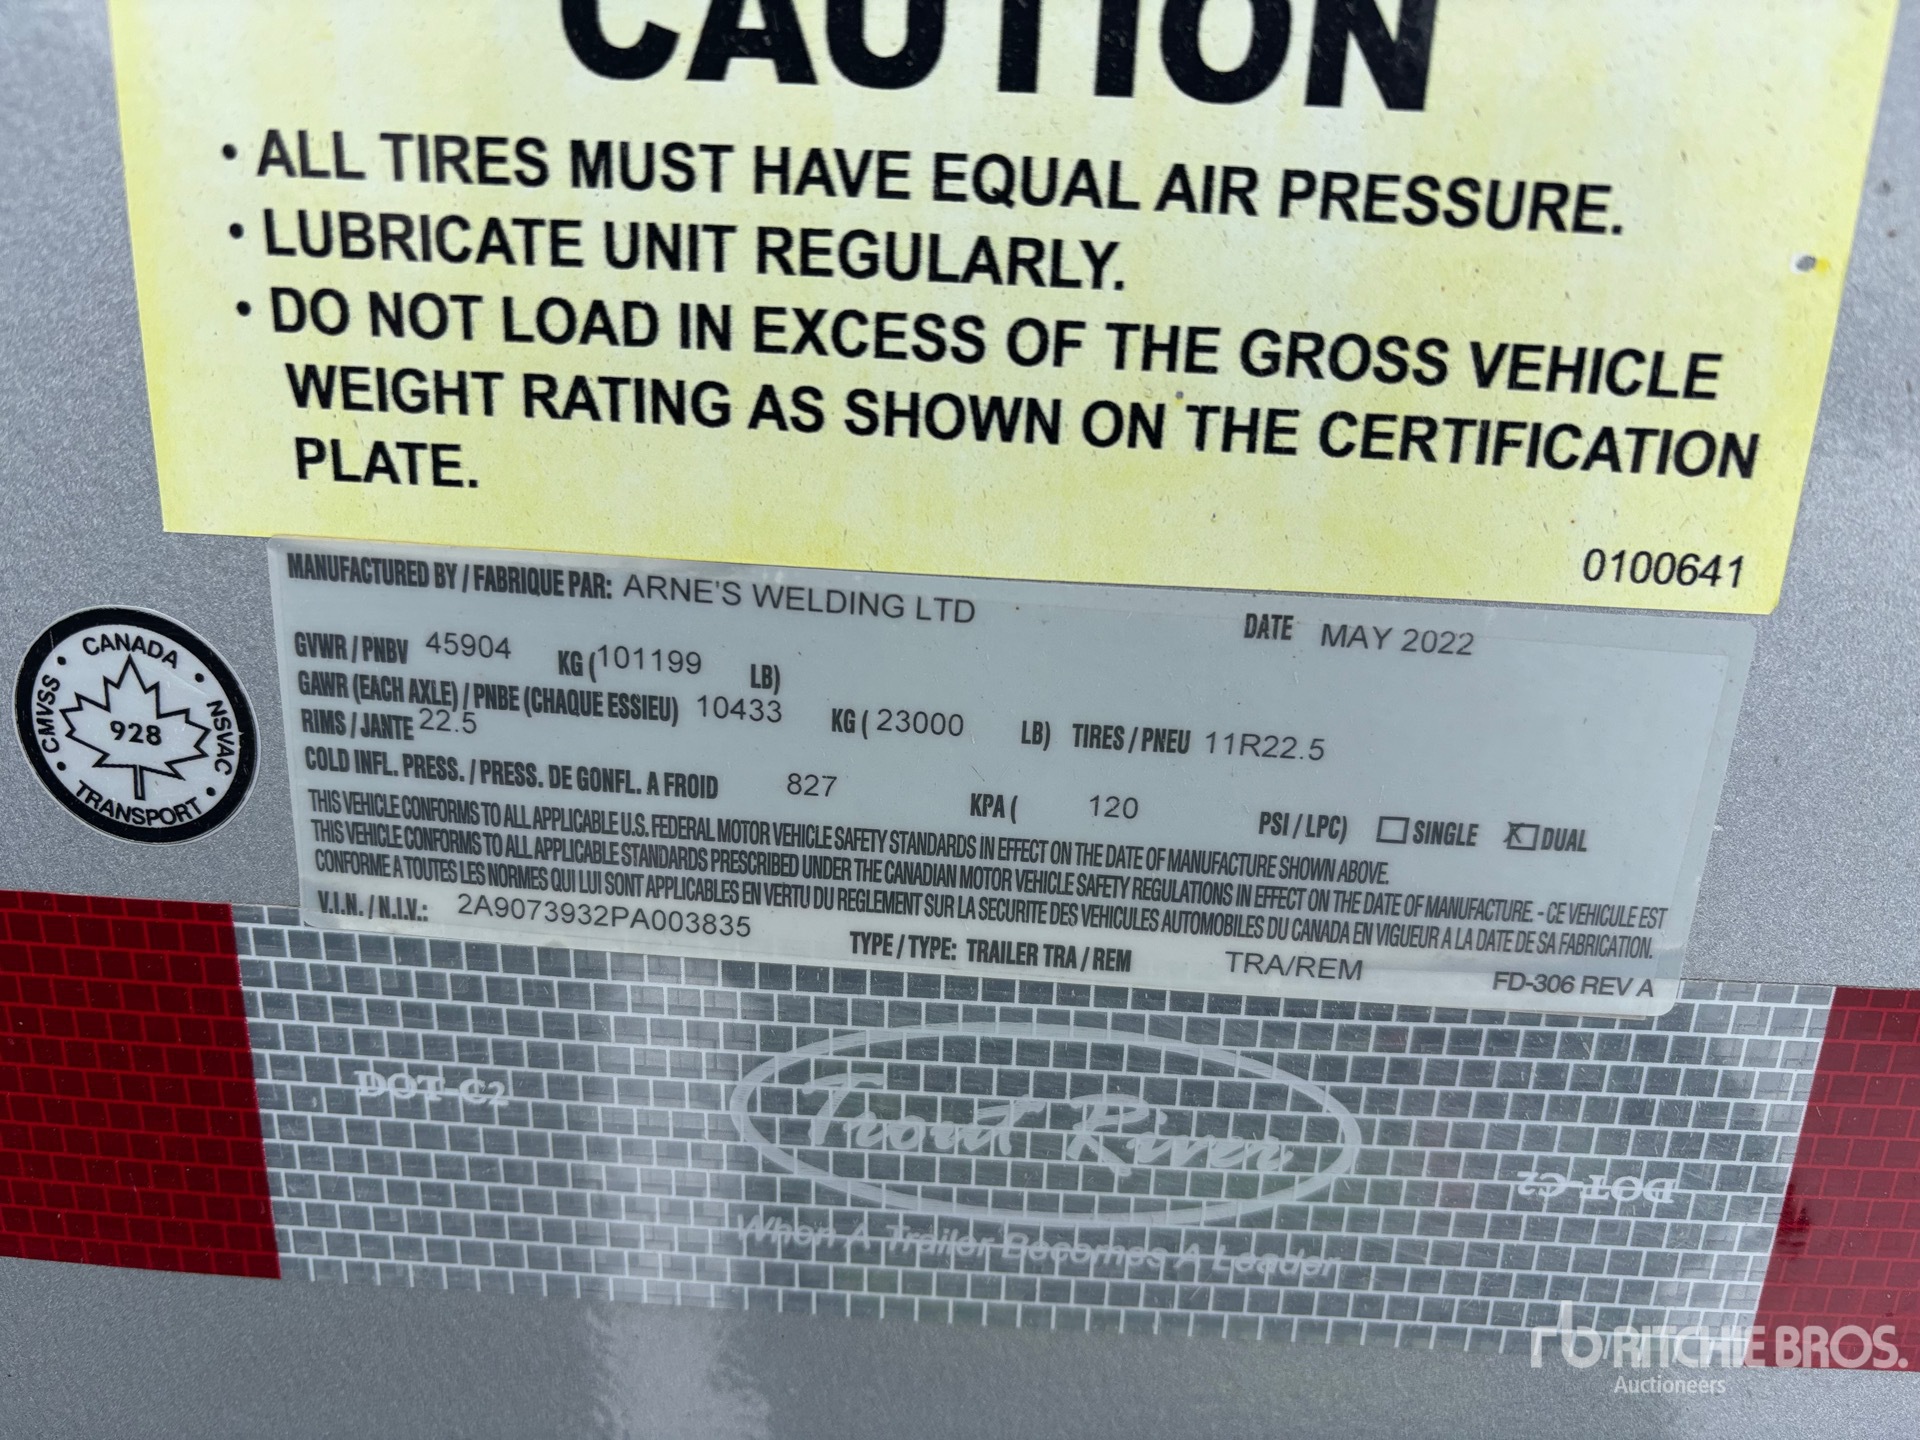 CAUTION
• ALL TIRES MUST HAVE EQUAL AIR PRESSURE.
• LUBRICATE UNIT REGULARLY.
• DO NOT LOAD IN EXCESS OF THE GROSS VEHICLE
WEIGHT RATING AS SHOWN ON THE CERTIFICATION
PLATE.
0100641
MANUFACTURED BY / FABRIQUE PAR: ARNE'S WELDING LTD DATE MAY 2022
GVWR / PNBV 45904 KG (101199 LB)
GAWR (EACH AXLE) / PNBE (CHAQUE ESSIEU) 10433 KG ( 23000 LB) TIRES / PNEU 11R22.5
RIMS / JANTE 22.5
COLD INFL. PRESS. / PRESS. DE GONFL. A FROID 827 KPA ( 120 PSI / LPC) SINGLE X DUAL
THIS VEHICLE CONFORMS TO ALL APPLICABLE U.S. FEDERAL MOTOR VEHICLE SAFETY STANDARDS IN EFFECT ON THE DATE OF MANUFACTURE SHOWN ABOVE.
THIS VEHICLE CONFORMS TO ALL APPLICABLE STANDARDS PRESCRIBED UNDER THE CANADIAN MOTOR VEHICLE SAFETY REGULATIONS IN EFFECT ON THE DATE OF MANUFACTURE. - CE VEHICULE EST
CONFORME A TOUTES LES NORMES QUI LUI SONT APPLICABLES EN VERTU DU REGLEMENT SUR LA SECURITE DES VEHICULES AUTOMOBILES DU CANADA EN VIGUEUR A LA DATE DE SA FABRICATION.
V.I.N. / N.I.V.: 2A9073932PA003835 TYPE / TYPE: TRAILER TRA / REM TRA/REM FD-306 REV A
CANADA
CMVSS • NSVAC
928
TRANSPORT
DOT-C2
Trout River
DOT-C2
When A Trailer Becomes A Leader
rb RITCHIE BROS.
Auctioneers